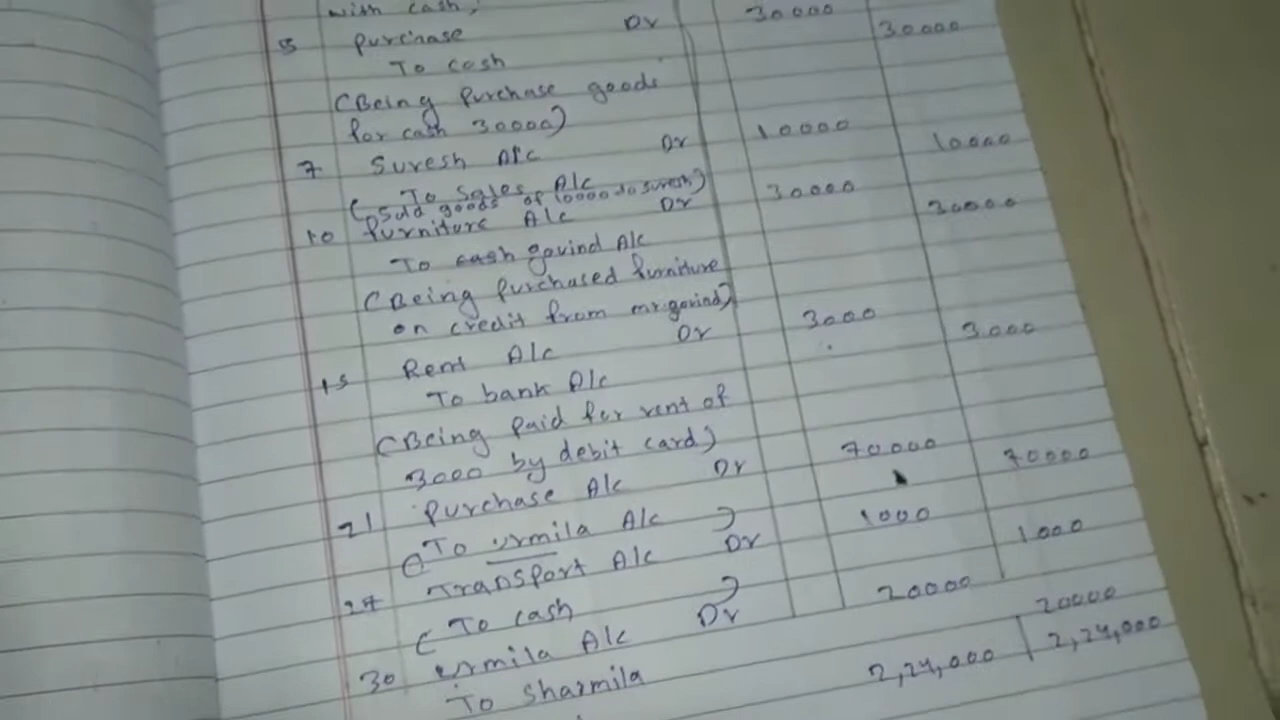 with cash,
5 purchase Dr 30000
To cash 30000
(Being purchase goods
for cash 30000)
7 Suresh A/c Dr 10000
To sales A/c 10000
(sold goods of 10000 to suresh)
10 furniture A/c Dr 30000
To cash govind A/c 30000
(Being purchased furniture
on credit from mr.govind)
15 Rent A/c Dr 3000
To bank A/c 3000
(Being paid for rent of
3000 by debit card)
21 purchase A/c Dr 70000
(To urmila A/c ) 70000
27 Transport A/c Dr 1000
( To cash ) 1000
30 urmila A/c Dr 20000
To sharmila 20000
2,24,000 2,24,000